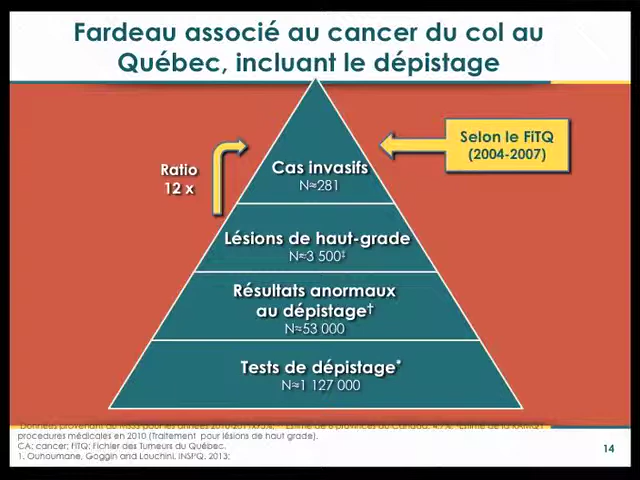 Fardeau associé au cancer du col au
Québec, incluant le dépistage
Selon le FiTQ
(2004-2007)
Ratio
12 x
Cas invasifs
N≈281
Lésions de haut-grade
N≈3 500‡
Résultats anormaux
au dépistage†
N≈53 000
Tests de dépistage*
N≈1 127 000
procédures médicales en 2010 (Traitement pour lésions de haut grade).
CA: cancer; FiTQ: Fichier des Tumeurs du Québec.
1. Ouhoumane, Goggin and Louchini. INSPQ. 2013;
14